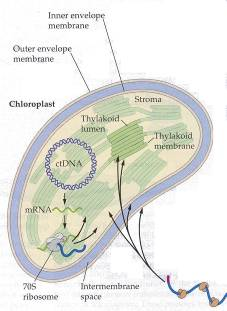 Inner envelope
membrane
Outer envelope
membrane
Chloroplast
Stroma
Thylakoid
lumen
Thylakoid
membrane
ctDNA
mRNA
70S
ribosome
Intermembrane
space